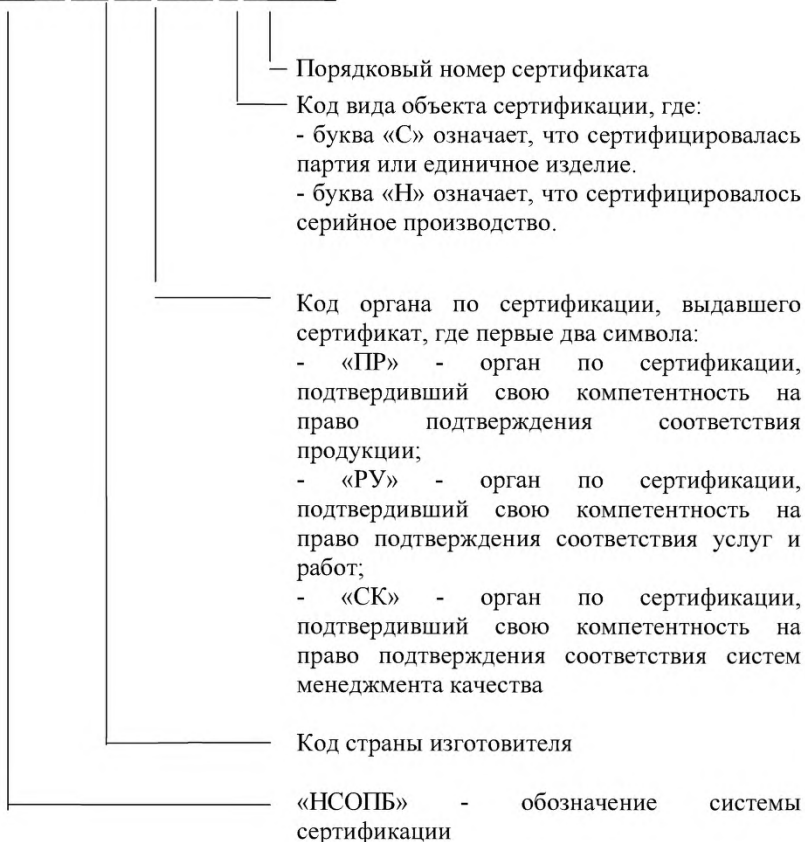 Порядковый номер сертификата
Код вида объекта сертификации, где:
- буква «С» означает, что сертифицировалась
партия или единичное изделие.
- буква «Н» означает, что сертифицировалось
серийное производство.
Код органа по сертификации, выдавшего
сертификат, где первые два символа:
- «ПР» - орган по сертификации,
подтвердивший свою компетентность на
право подтверждения соответствия
продукции;
- «РУ» - орган по сертификации,
подтвердивший свою компетентность на
право подтверждения соответствия услуг и
работ;
- «СК» - орган по сертификации,
подтвердивший свою компетентность на
право подтверждения соответствия систем
менеджмента качества
Код страны изготовителя
«НСОПБ» - обозначение системы
сертификации